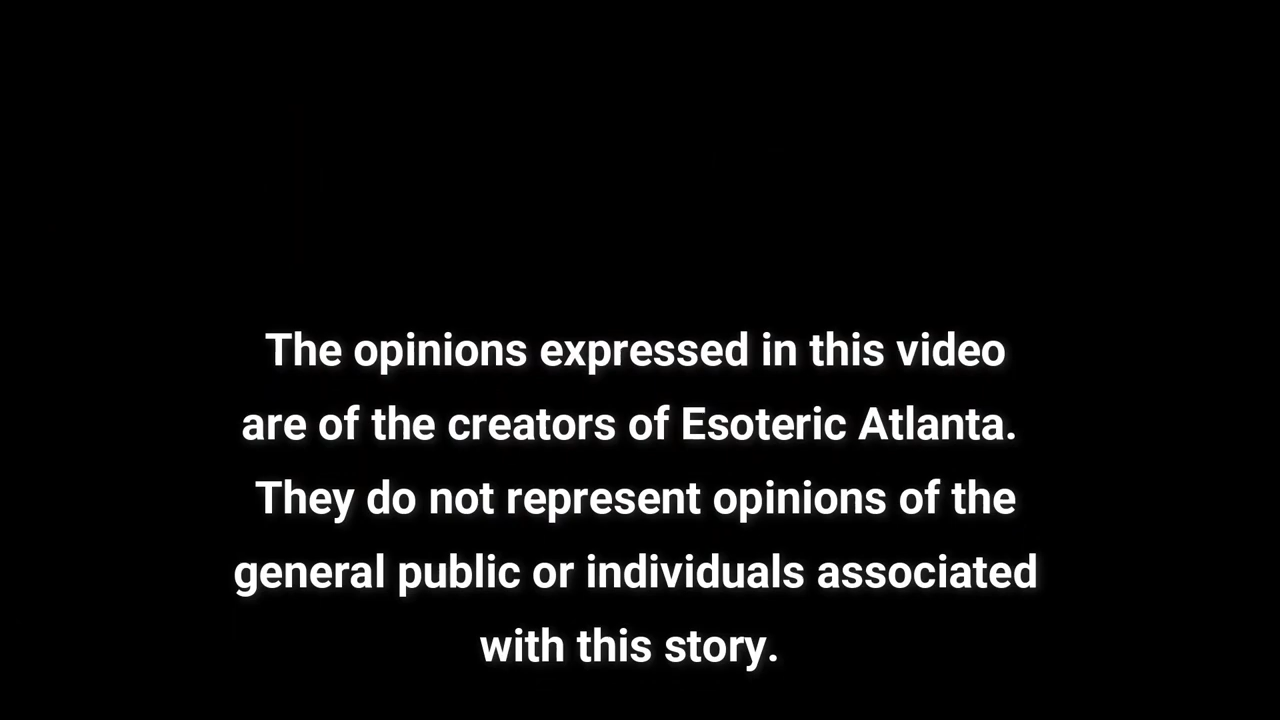 The opinions expressed in this video
are of the creators of Esoteric Atlanta.
They do not represent opinions of the
general public or individuals associated
with this story.